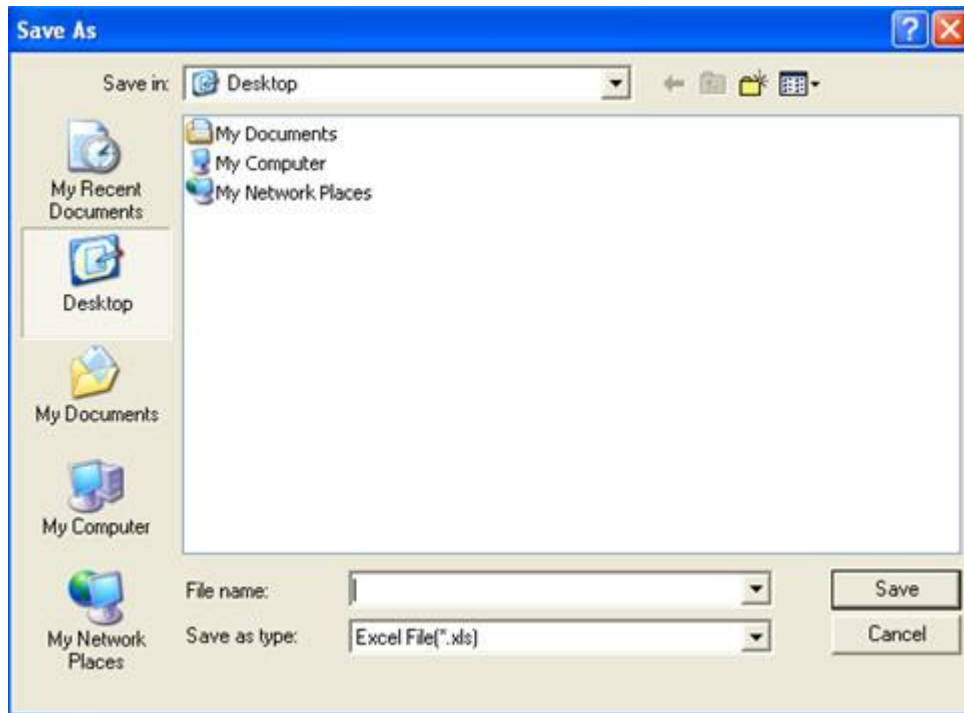 Save As
Save in:
Desktop
My Recent
Documents
Desktop
My Documents
My Computer
My Network
Places
My Documents
My Computer
My Network Places
File name:
Save
Save as type:
Excel File(*.xls)
Cancel